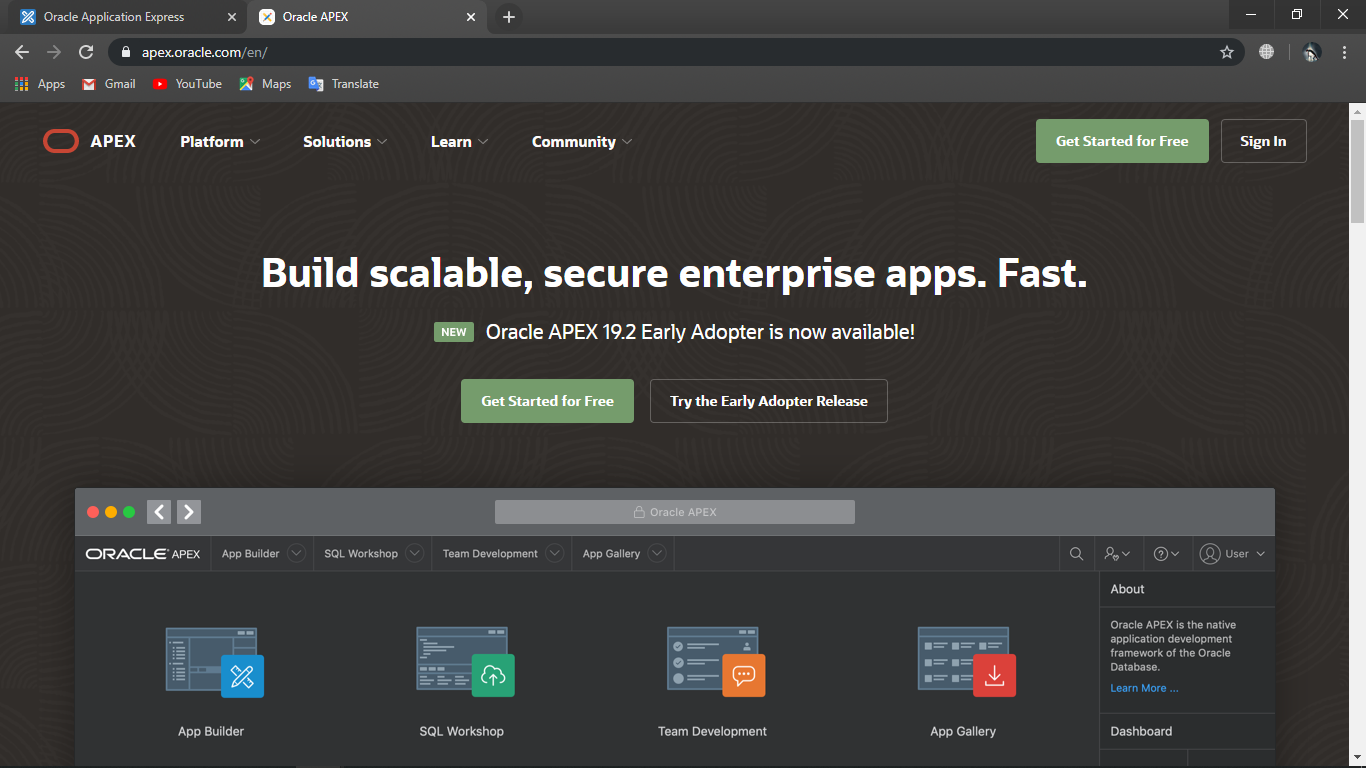 Oracle Application Express
Oracle APEX
apex.oracle.com/en/
Apps Gmail YouTube Maps Translate
APEX Platform Solutions Learn Community Get Started for Free Sign In
Build scalable, secure enterprise apps. Fast.
NEW Oracle APEX 19.2 Early Adopter is now available!
Get Started for Free Try the Early Adopter Release
Oracle APEX
ORACLE APEX App Builder SQL Workshop Team Development App Gallery User
About
Oracle APEX is the native
application development
framework of the Oracle
Database.
Learn More ...
App Builder SQL Workshop Team Development App Gallery Dashboard